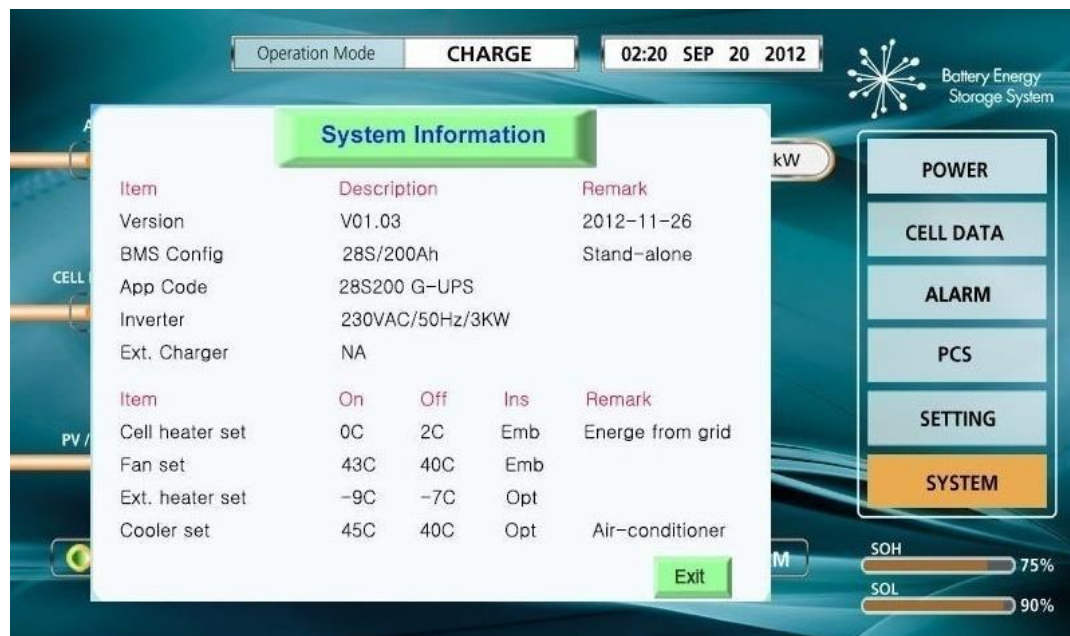 Operation Mode CHARGE 02:20 SEP 20 2012
Battery Energy
Storage System
System Information
kW
Item Description Remark
Version V01.03 2012-11-26
BMS Config 28S/200Ah Stand-alone
App Code 28S200 G-UPS
Inverter 230VAC/50Hz/3KW
Ext. Charger NA
Item On Off Ins Remark
Cell heater set 0C 2C Emb Energe from grid
Fan set 43C 40C Emb
Ext. heater set -9C -7C Opt
Cooler set 45C 40C Opt Air-conditioner
Exit
CELL
PV /
M
POWER
CELL DATA
ALARM
PCS
SETTING
SYSTEM
SOH 75%
SOL 90%